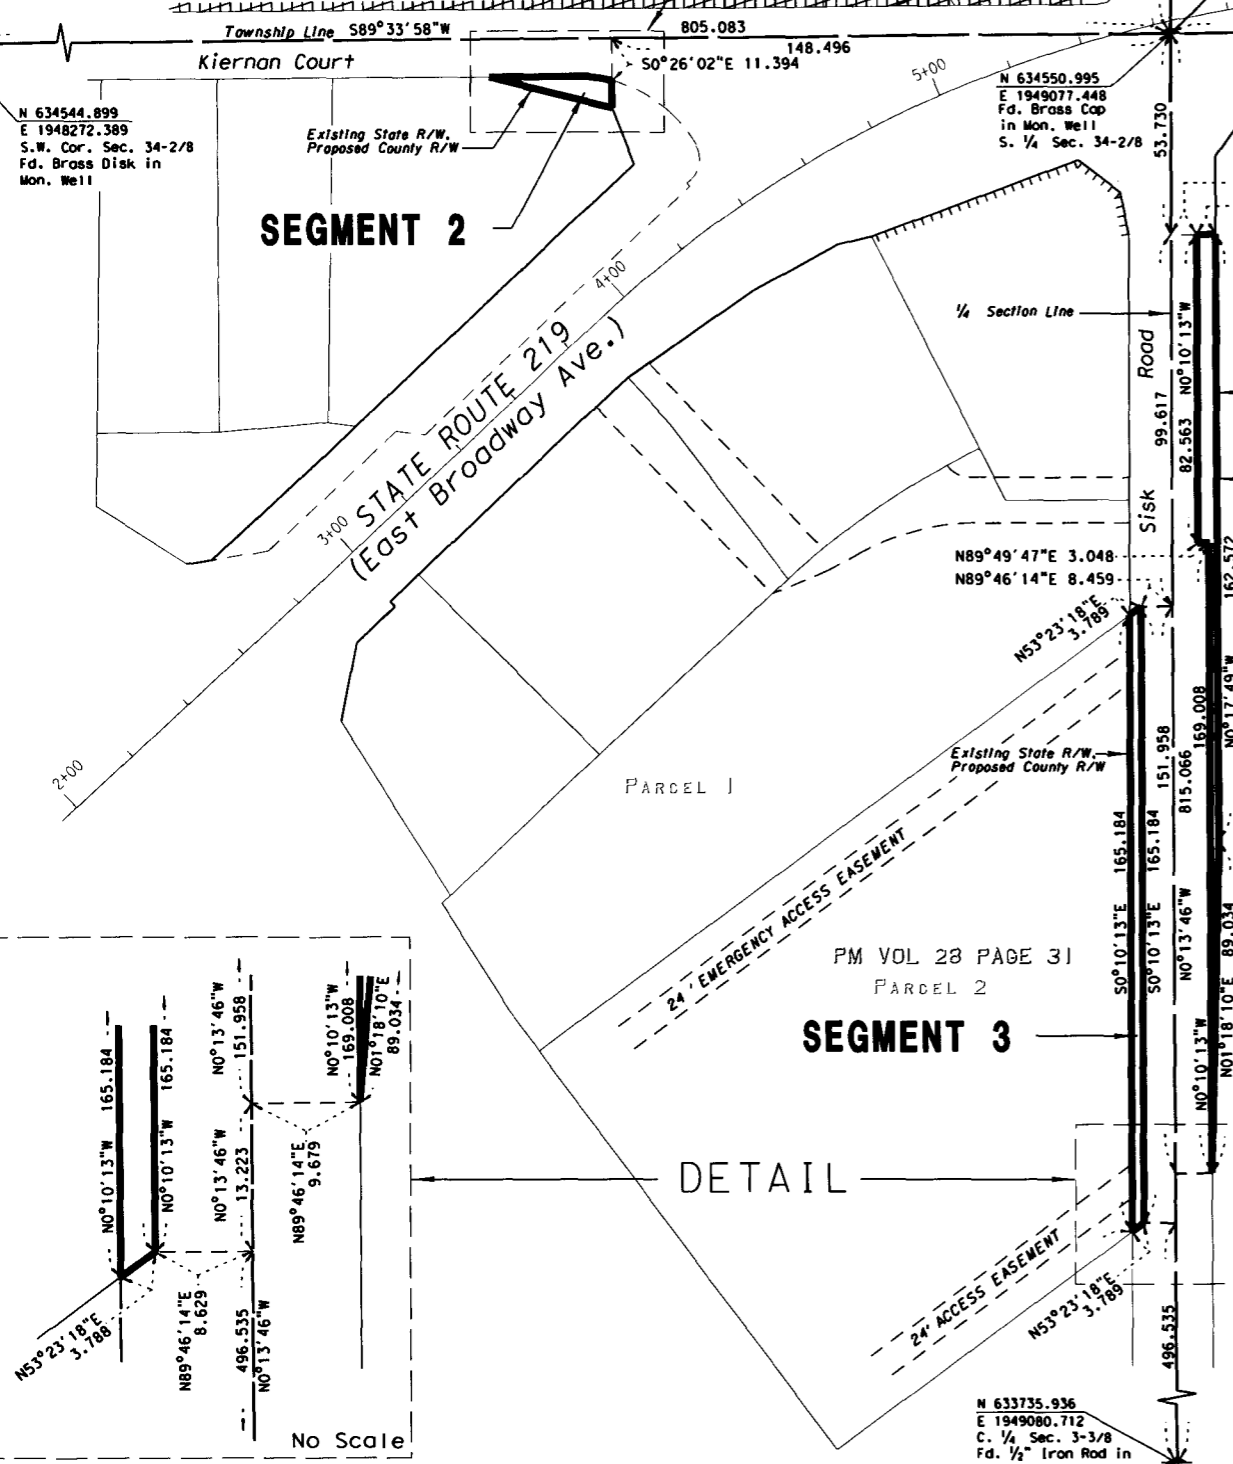 Township Line S89°33'58"W
805.083
148.496
Kiernan Court
S0°26'02"E 11.394
5+00
N 634544.899
E 1948272.389
S.W. Cor. Sec. 34-2/8
Fd. Brass Disk in
Mon. Well
Existing State R/W,
Proposed County R/W
N 634550.995
E 1949077.448
Fd. Brass Cap
in Mon. Well
S. ¼ Sec. 34-2/8
53.730
SEGMENT 2
4+00
¼ Section Line
Sisk Road
99.617
N0°10'13"W
82.563
STATE ROUTE 219
(East Broadway Ave.)
3+00
N89°49'47"E 3.048
N89°46'14"E 8.459
162.572
N53°23'18"E
3.789
2+00
PARCEL 1
Existing State R/W,
Proposed County R/W
151.958
815.066
169.008
N0°17'49"W
S0°10'13"E 165.184
S0°10'13"E 165.184
N0°13'46"W
N0°10'13"W
N01°18'10"E 89.034
24' EMERGENCY ACCESS EASEMENT
PM VOL 28 PAGE 31
PARCEL 2
SEGMENT 3
DETAIL
N0°10'13"W 165.184
N0°10'13"W 165.184
N0°13'46"W 151.958
N0°13'46"W 13.223
N0°10'13"W
169.008
N01°18'10"E
89.034
N89°46'14"E
9.679
N53°23'18"E
3.788
N89°46'14"E
8.629
496.535
N0°13'46"W
No Scale
24' ACCESS EASEMENT
N53°23'18"E
3.789
496.535
N 633735.936
E 1949080.712
C. ¼ Sec. 3-3/8
Fd. ½" Iron Rod in